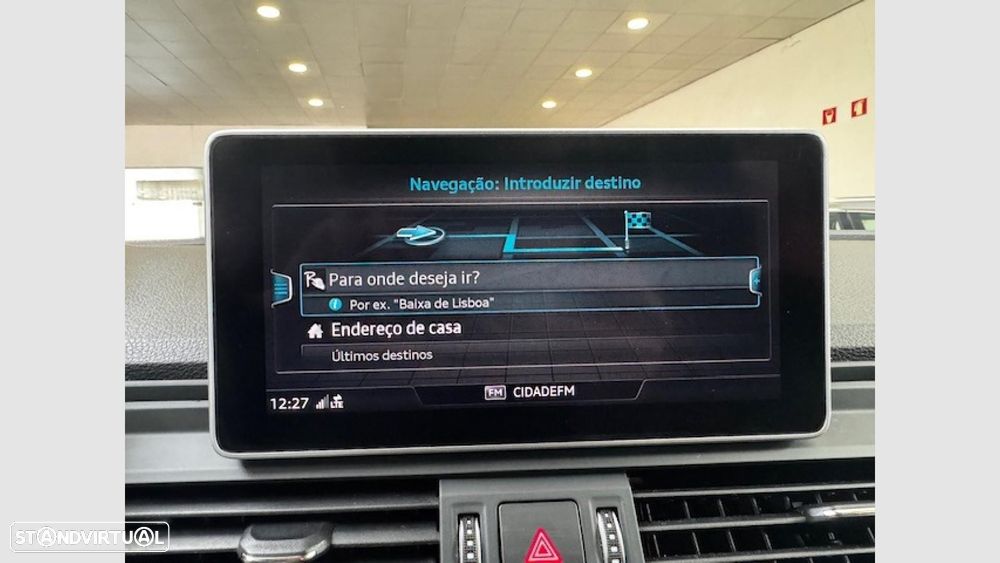 Navegação: Introduzir destino
Para onde deseja ir?
i Por ex. "Baixa de Lisboa"
Endereço de casa
Últimos destinos
FM CIDADEFM
12:27 LTE
STANDVIRTUAL